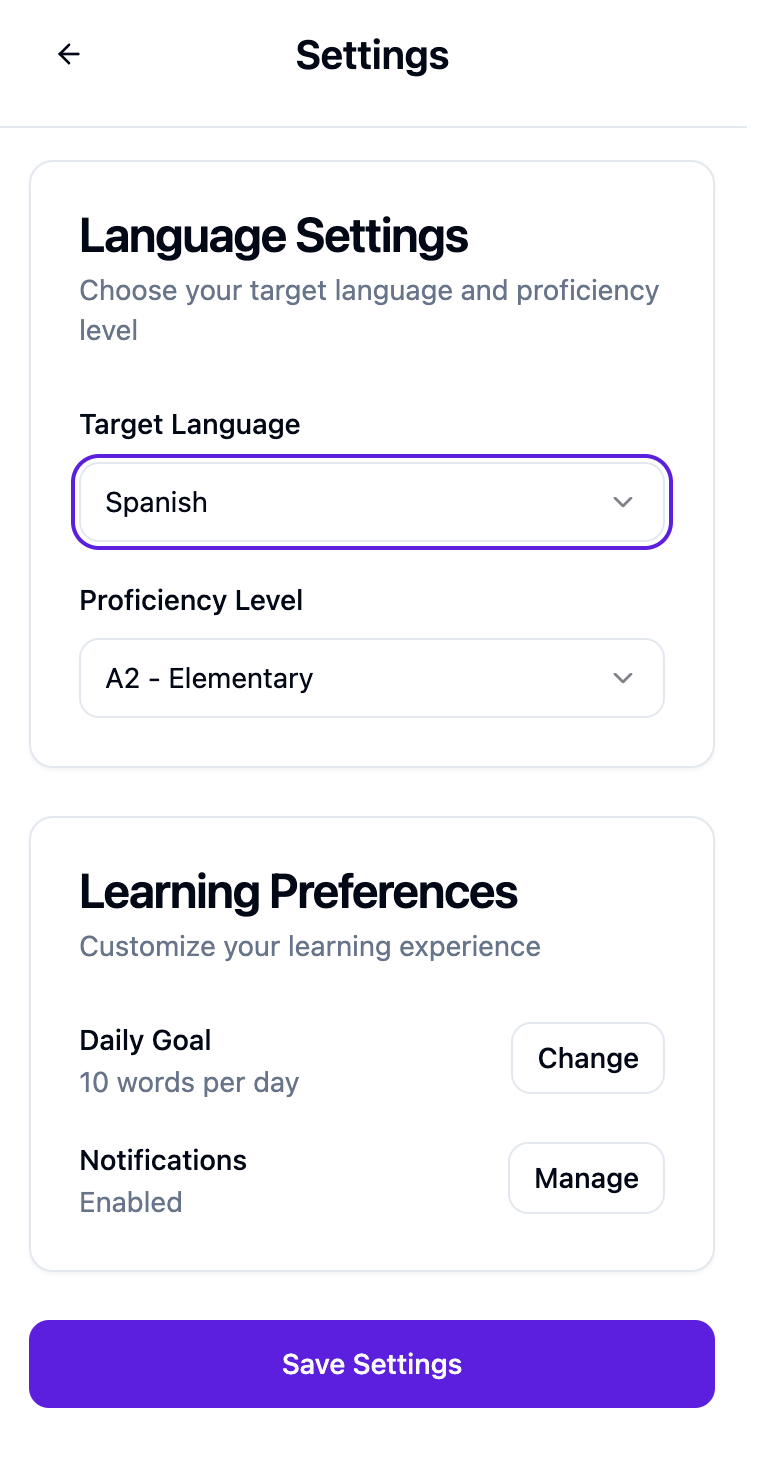 Settings
Language Settings
Choose your target language and proficiency
level
Target Language
Spanish
Proficiency Level
A2 - Elementary
Learning Preferences
Customize your learning experience
Daily Goal
10 words per day
Change
Notifications
Enabled
Manage
Save Settings